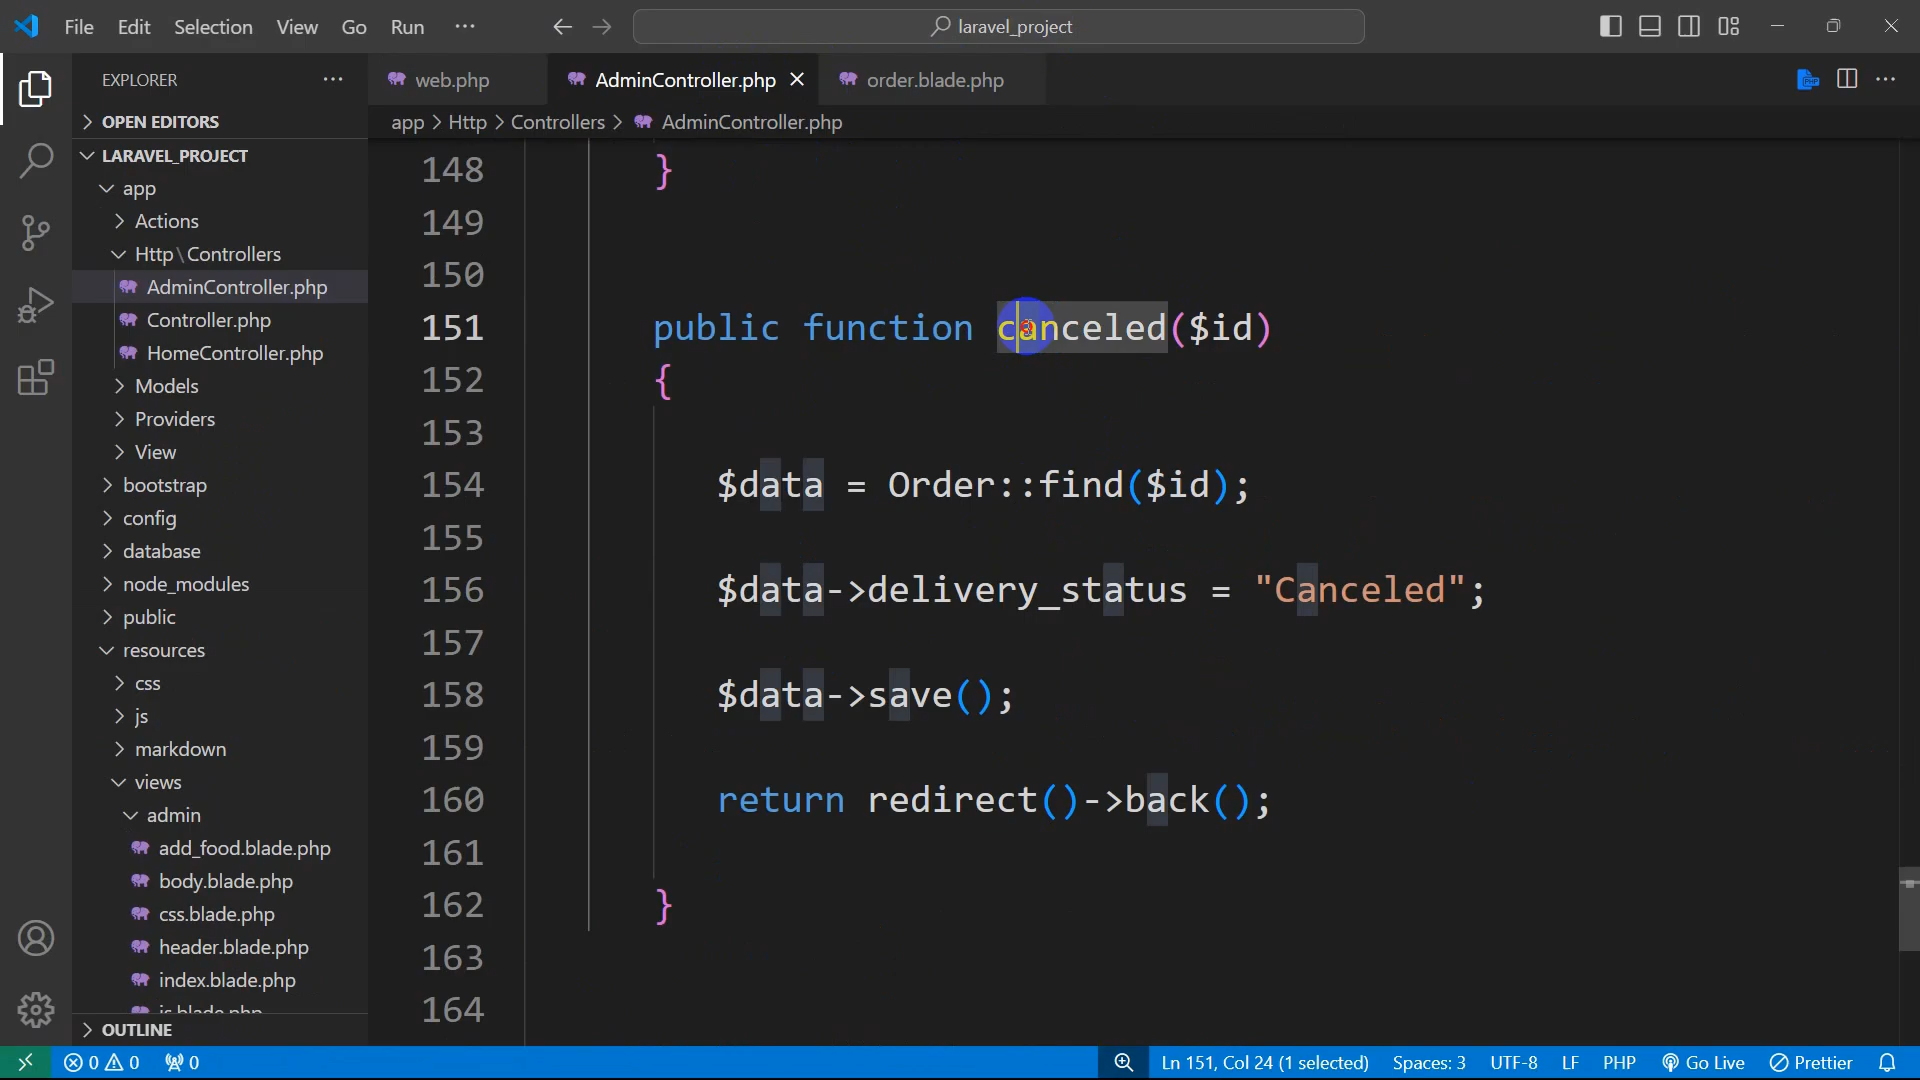 File Edit Selection View Go Run ··· laravel_project
EXPLORER ···
OPEN EDITORS
LARAVEL_PROJECT
app
Actions
Http\Controllers
AdminController.php
Controller.php
HomeController.php
Models
Providers
View
bootstrap
config
database
node_modules
public
resources
css
js
markdown
views
admin
add_food.blade.php
body.blade.php
css.blade.php
header.blade.php
index.blade.php
js.blade.php
OUTLINE
web.php AdminController.php order.blade.php
app > Http > Controllers > AdminController.php
148 }
149
150
151 public function canceled($id)
152 {
153
154 $data = Order::find($id);
155
156 $data->delivery_status = "Canceled";
157
158 $data->save();
159
160 return redirect()->back();
161
162 }
163
164
0 0 0 Ln 151, Col 24 (1 selected) Spaces: 3 UTF-8 LF PHP Go Live Prettier